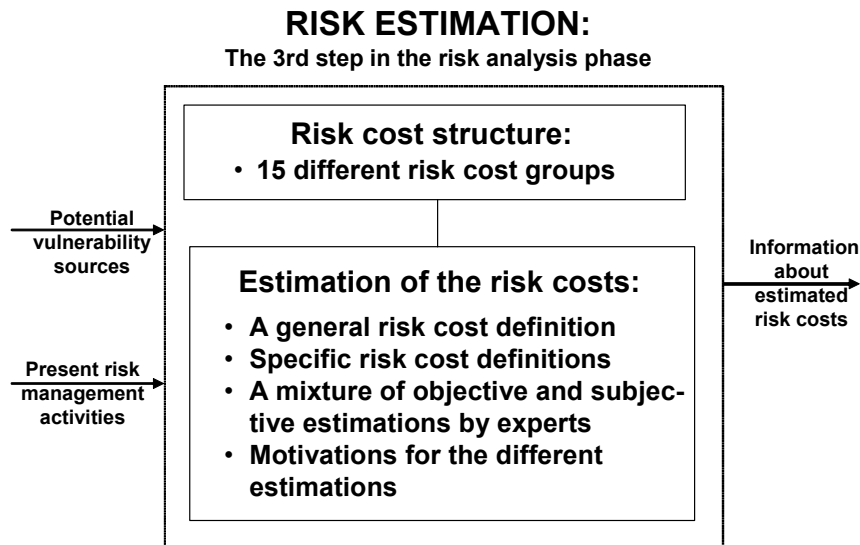 RISK ESTIMATION:
The 3rd step in the risk analysis phase
Risk cost structure:
• 15 different risk cost groups
Potential
vulnerability
sources
Estimation of the risk costs:
• A general risk cost definition
• Specific risk cost definitions
• A mixture of objective and subjec-
tive estimations by experts
• Motivations for the different
estimations
Present risk
management
activities
Information
about
estimated
risk costs